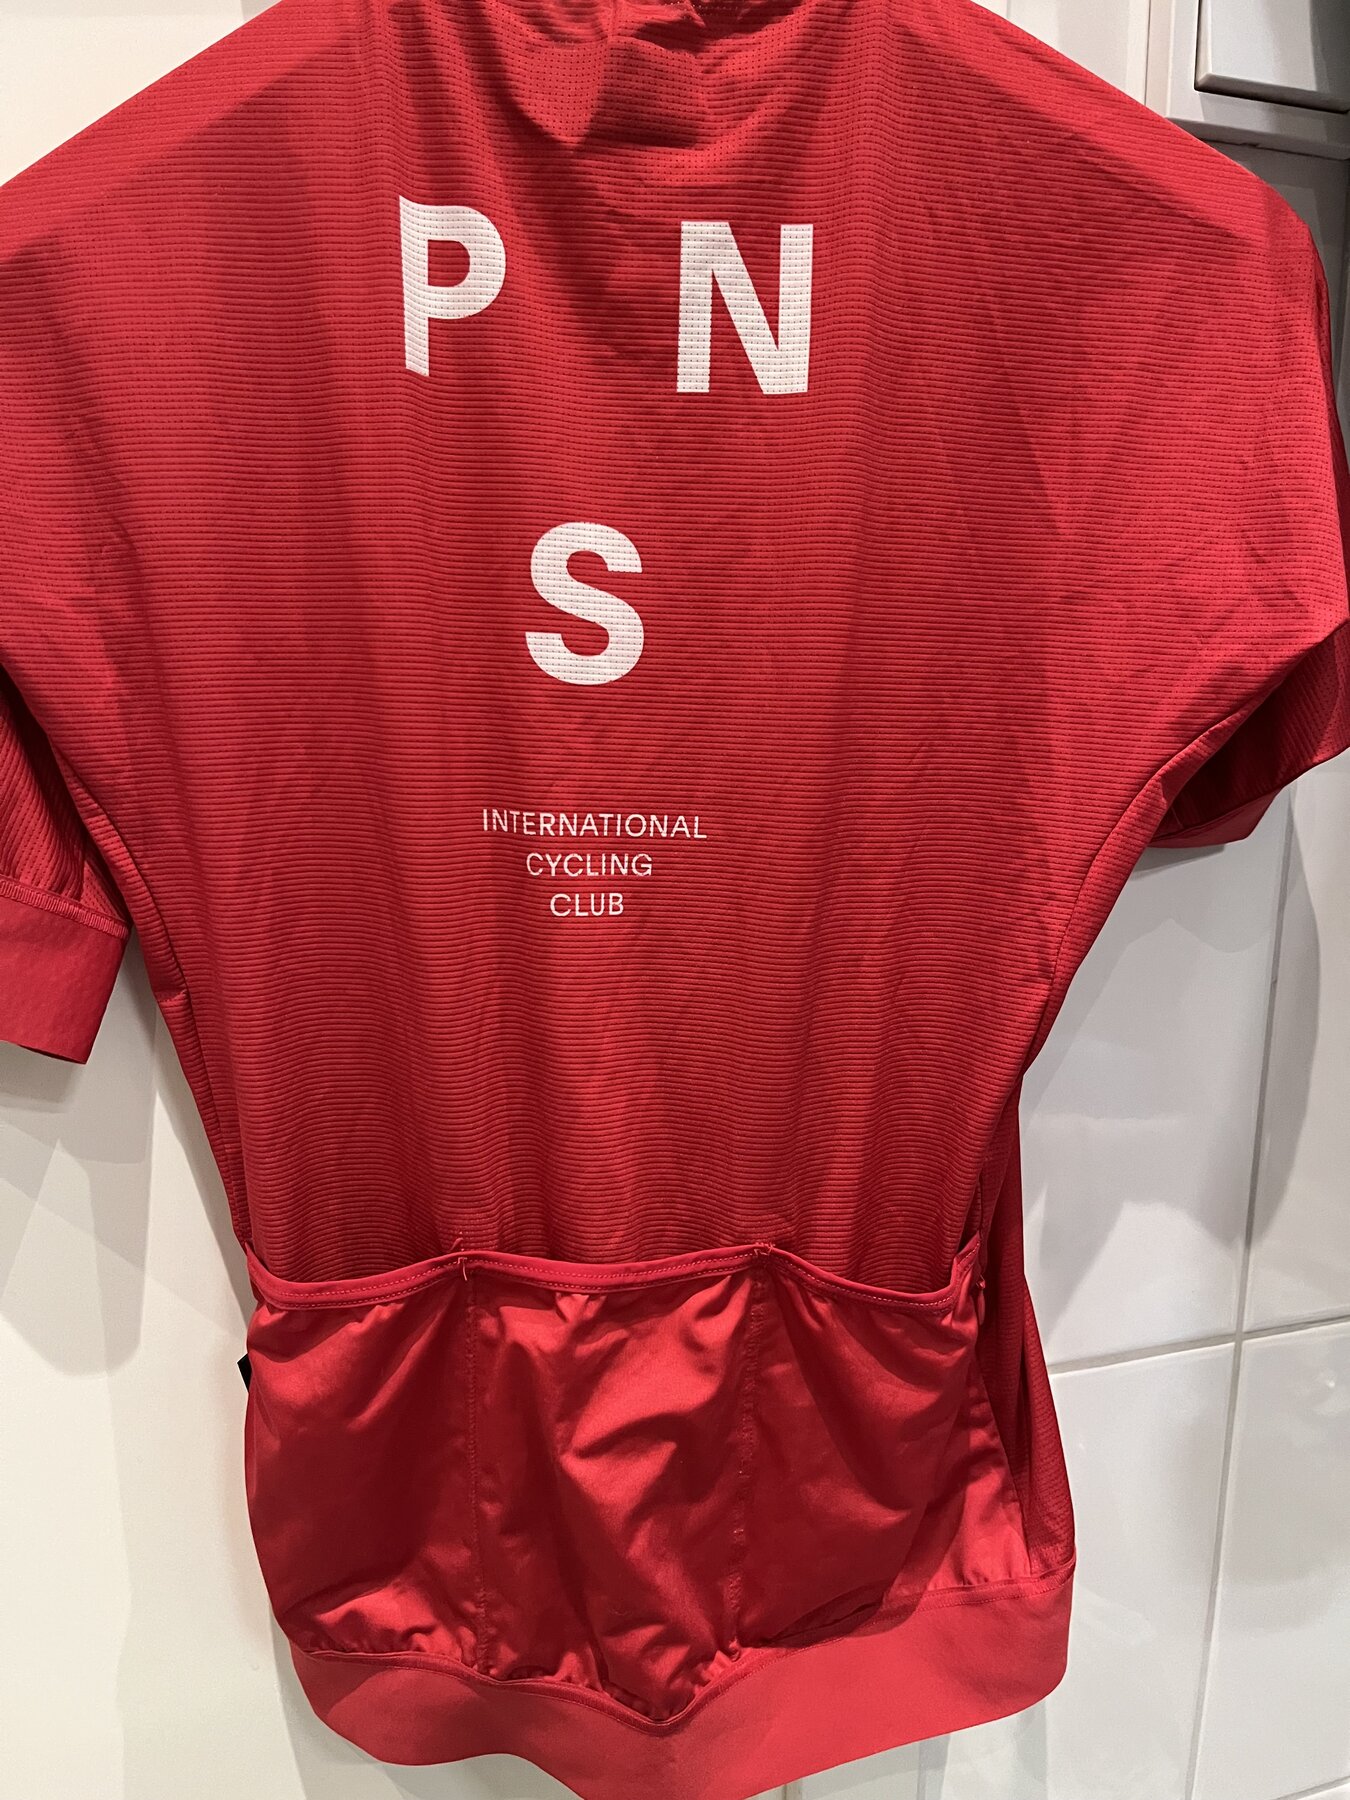 P N
S
INTERNATIONAL
CYCLING
CLUB